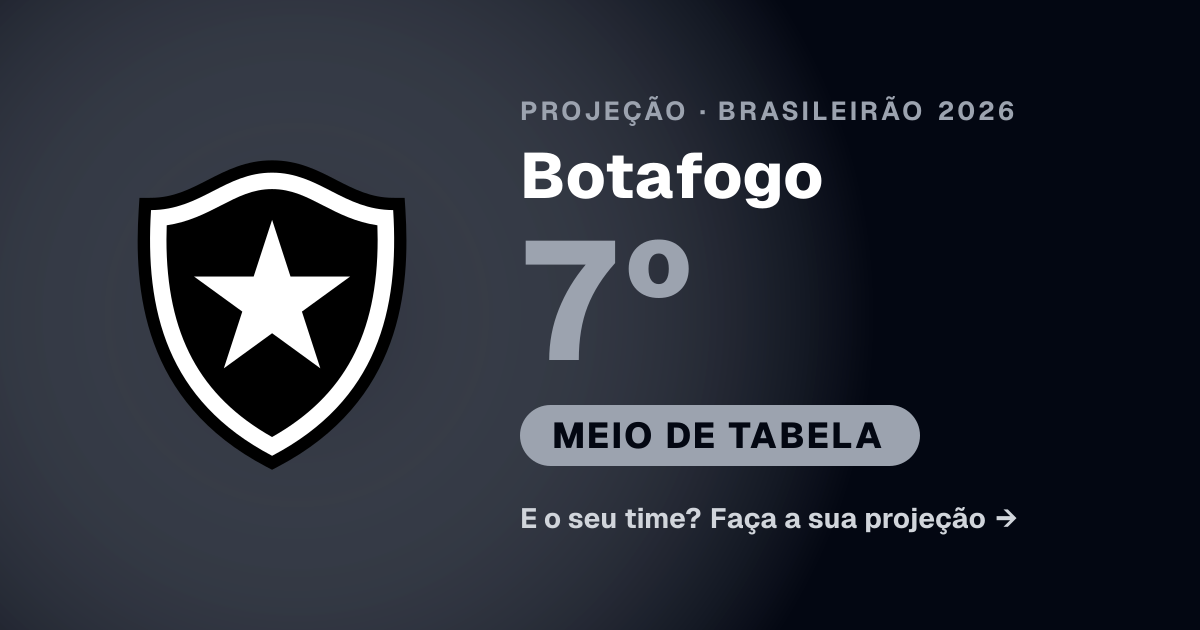 PROJEÇÃO · BRASILEIRÃO 2026
Botafogo
7º
MEIO DE TABELA
E o seu time? Faça a sua projeção →